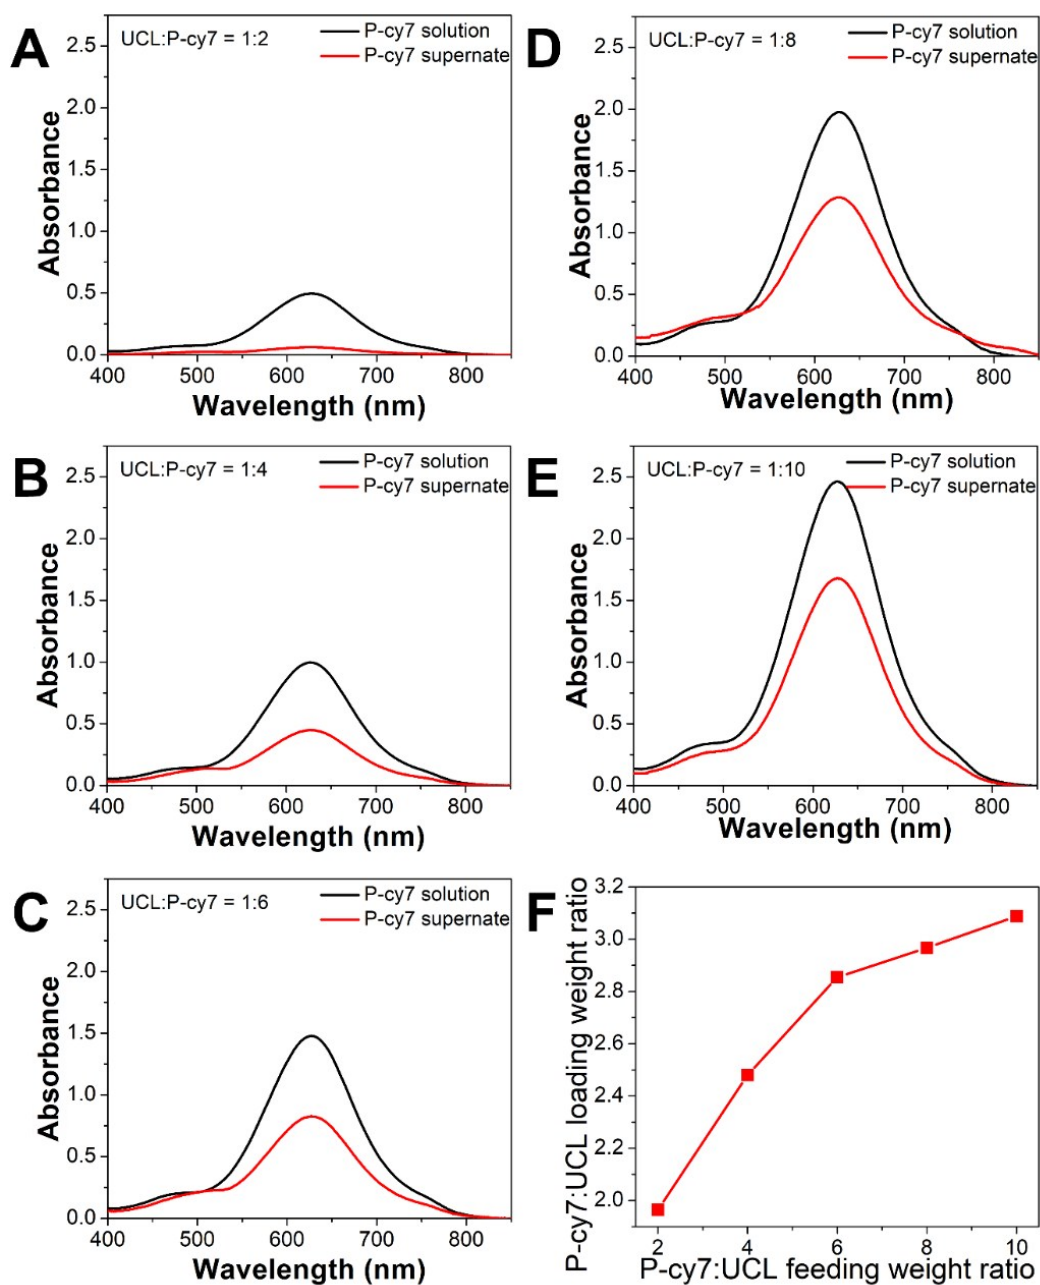 A
UCL:P-cy7 = 1:2
P-cy7 solution
P-cy7 supernate
2.5
2.0
1.5
1.0
0.5
0.0
Absorbance
400 500 600 700 800
Wavelength (nm)
B
UCL:P-cy7 = 1:4
P-cy7 solution
P-cy7 supernate
2.5
2.0
1.5
1.0
0.5
0.0
Absorbance
400 500 600 700 800
Wavelength (nm)
C
UCL:P-cy7 = 1:6
P-cy7 solution
P-cy7 supernate
2.5
2.0
1.5
1.0
0.5
0.0
Absorbance
400 500 600 700 800
Wavelength (nm)
D
UCL:P-cy7 = 1:8
P-cy7 solution
P-cy7 supernate
2.5
2.0
1.5
1.0
0.5
0.0
Absorbance
400 500 600 700 800
Wavelength (nm)
E
UCL:P-cy7 = 1:10
P-cy7 solution
P-cy7 supernate
2.5
2.0
1.5
1.0
0.5
0.0
Absorbance
400 500 600 700 800
Wavelength (nm)
F
3.2
3.0
2.8
2.6
2.4
2.2
2.0
P-cy7:UCL loading weight ratio
2 4 6 8 10
P-cy7:UCL feeding weight ratio